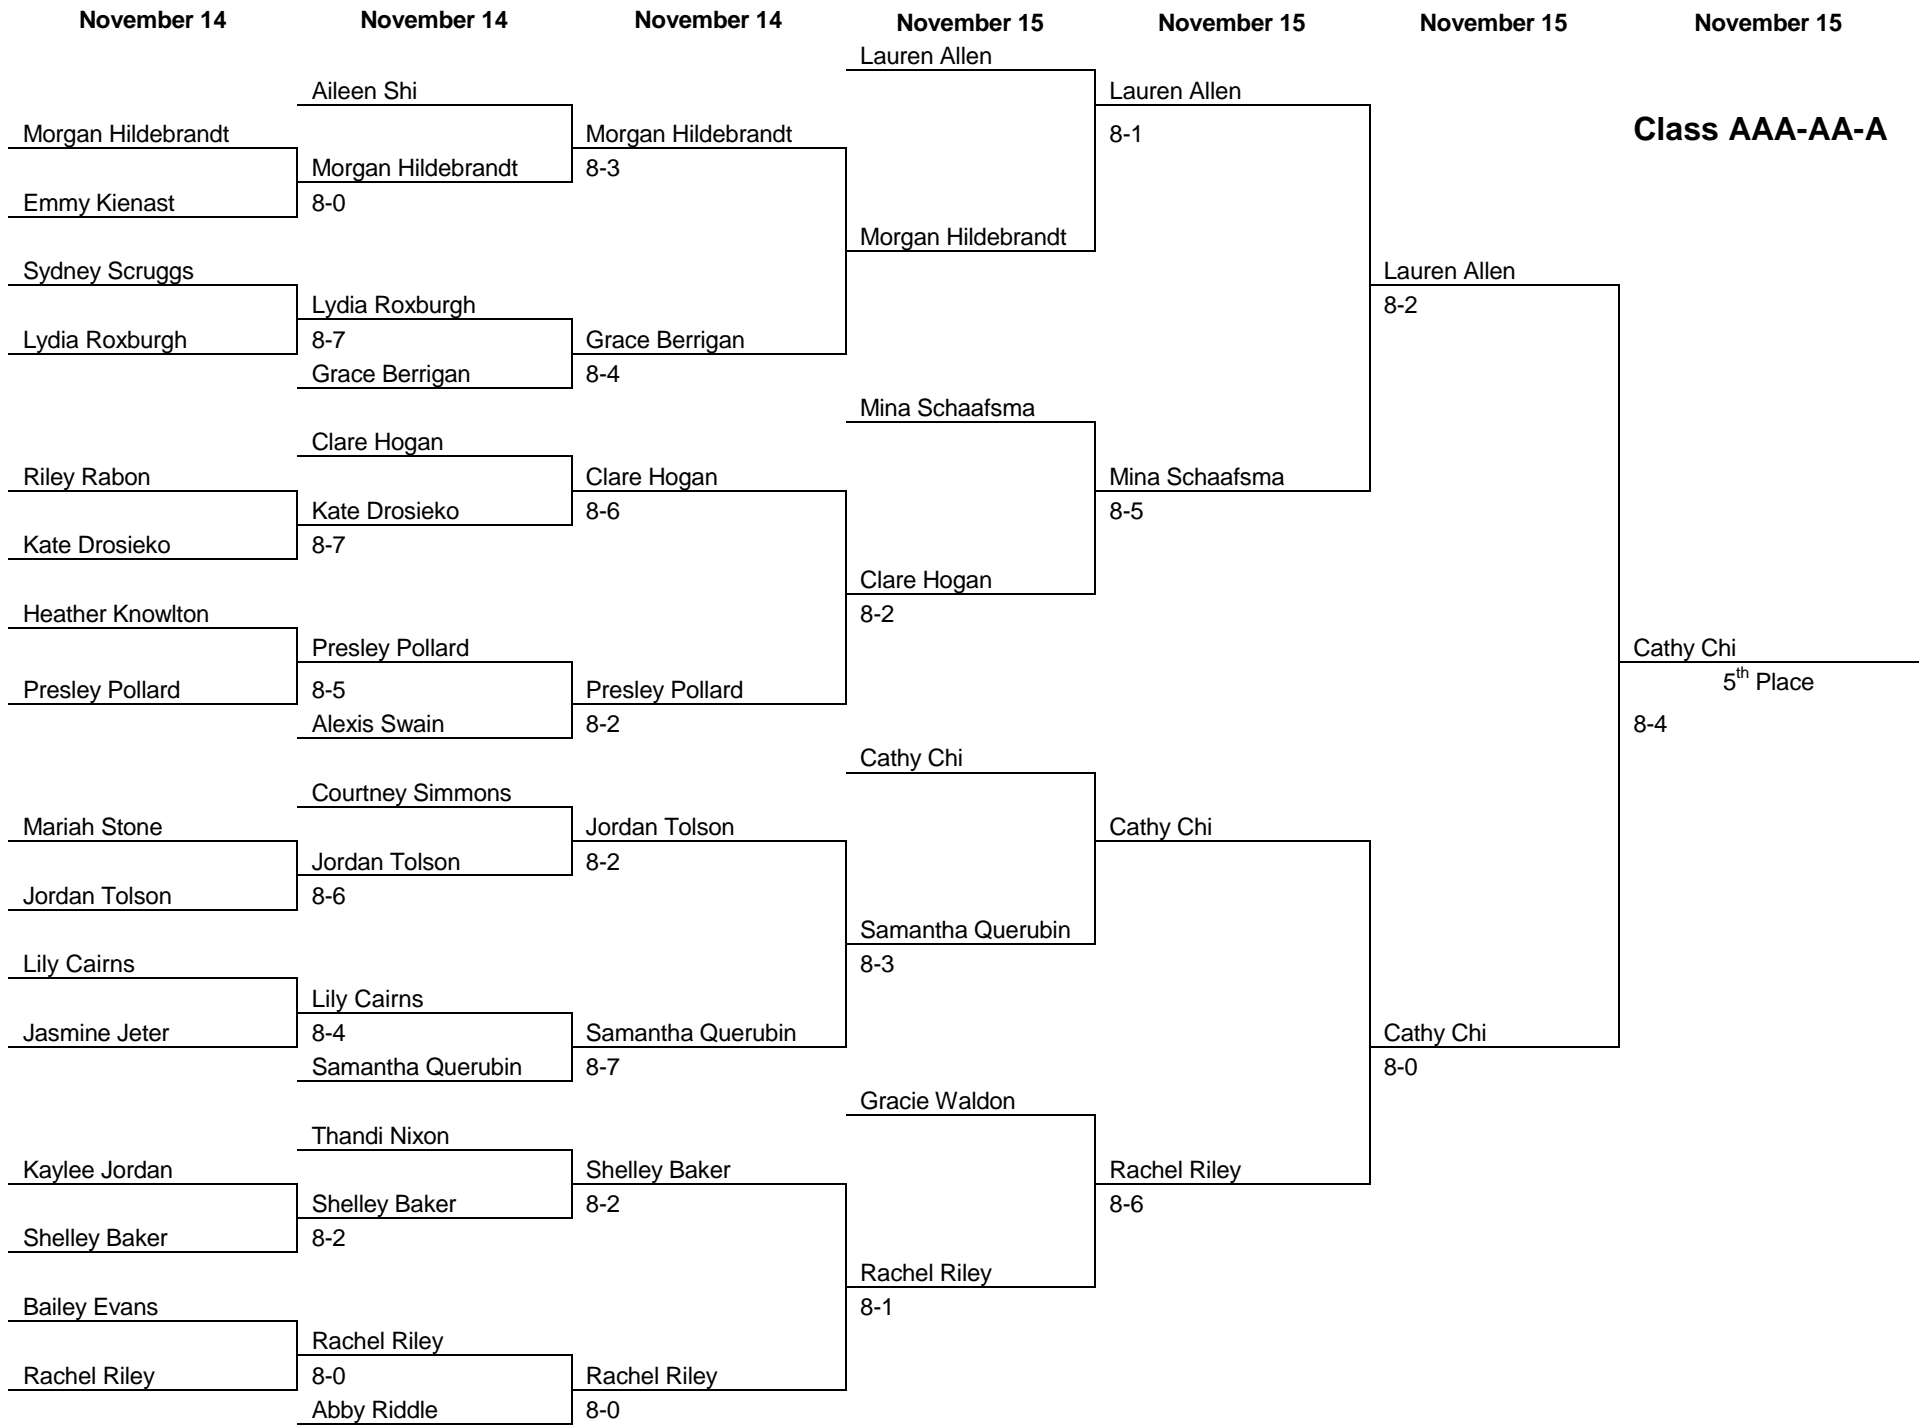 November 14 November 14 November 14 November 15 November 15 November 15 November 15
Lauren Allen
Aileen Shi Lauren Allen
Morgan Hildebrandt Morgan Hildebrandt 8-1 Class AAA-AA-A
Morgan Hildebrandt 8-3
Emmy Kienast 8-0
Morgan Hildebrandt
Sydney Scruggs Lauren Allen
Lydia Roxburgh 8-2
Lydia Roxburgh 8-7 Grace Berrigan
Grace Berrigan 8-4
Mina Schaafsma
Clare Hogan
Riley Rabon Clare Hogan Mina Schaafsma
Kate Drosieko 8-6 8-5
Kate Drosieko 8-7
Clare Hogan
Heather Knowlton 8-2
Presley Pollard Cathy Chi
Presley Pollard 8-5 Presley Pollard 5th Place
Alexis Swain 8-2 8-4
Cathy Chi
Courtney Simmons
Mariah Stone Jordan Tolson Cathy Chi
Jordan Tolson 8-2
Jordan Tolson 8-6
Samantha Querubin
Lily Cairns 8-3
Lily Cairns
Jasmine Jeter 8-4 Samantha Querubin Cathy Chi
Samantha Querubin 8-7 8-0
Gracie Waldon
Thandi Nixon
Kaylee Jordan Shelley Baker Rachel Riley
Shelley Baker 8-2 8-6
Shelley Baker 8-2
Rachel Riley
Bailey Evans 8-1
Rachel Riley
Rachel Riley 8-0 Rachel Riley
Abby Riddle 8-0